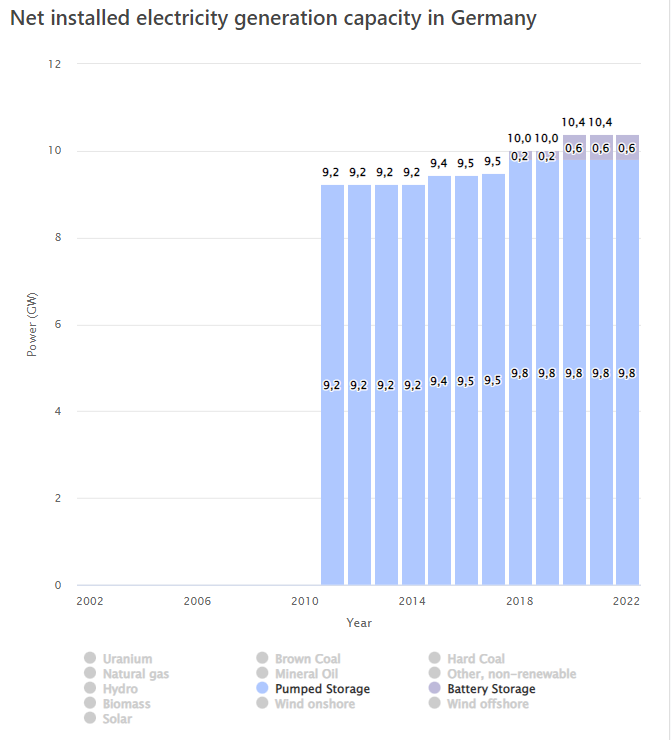 Net installed electricity generation capacity in Germany
12
10,4 10,4
10,0 10,0
10 0,2 0,2 0,6 0,6 0,6
9,2 9,2 9,2 9,2 9,4 9,5 9,5
8
6
Power (GW)
9,2 9,2 9,2 9,2 9,4 9,5 9,5 9,8 9,8 9,8 9,8 9,8
4
2
0
2002 2006 2010 2014 2018 2022
Year
Uranium Brown Coal Hard Coal
Natural gas Mineral Oil Other, non-renewable
Hydro Pumped Storage Battery Storage
Biomass Wind onshore Wind offshore
Solar